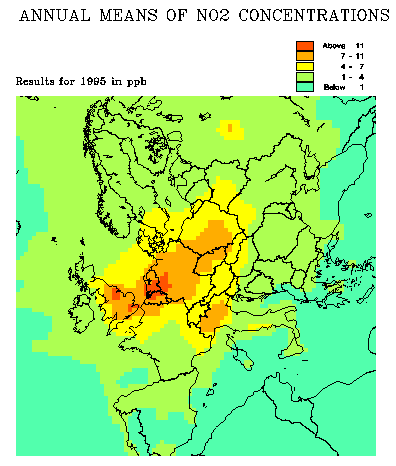 ANNUAL MEANS OF NO2 CONCENTRATIONS
Above 11
7 - 11
4 - 7
1 - 4
Below 1
Results for 1995 in ppb